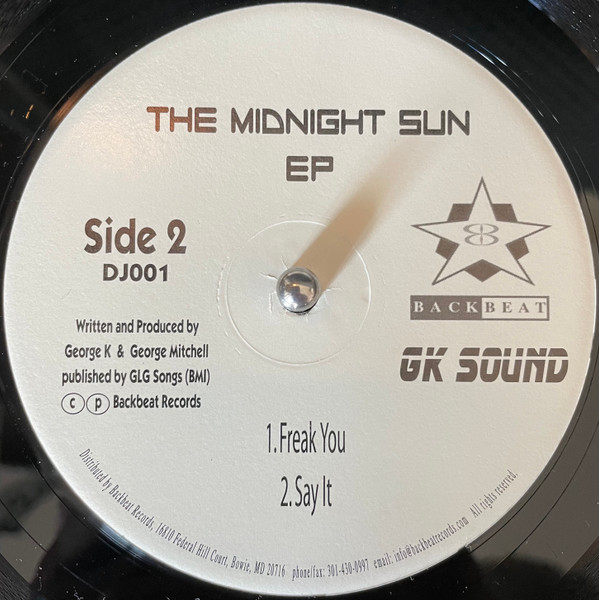 THE MIDNIGHT SUN
EP
Side 2
DJ001
8
BACKBEAT
GK SOUND
Written and Produced by
George K & George Mitchell
published by GLG Songs (BMI)
c p Backbeat Records
1.Freak You
2.Say It
Distributed by Backbeat Records, 16810 Federal Hill Court, Bowie, MD 20716 phone/fax: 301-430-0997 email: info@backbeatrecords.com All rights reserved.